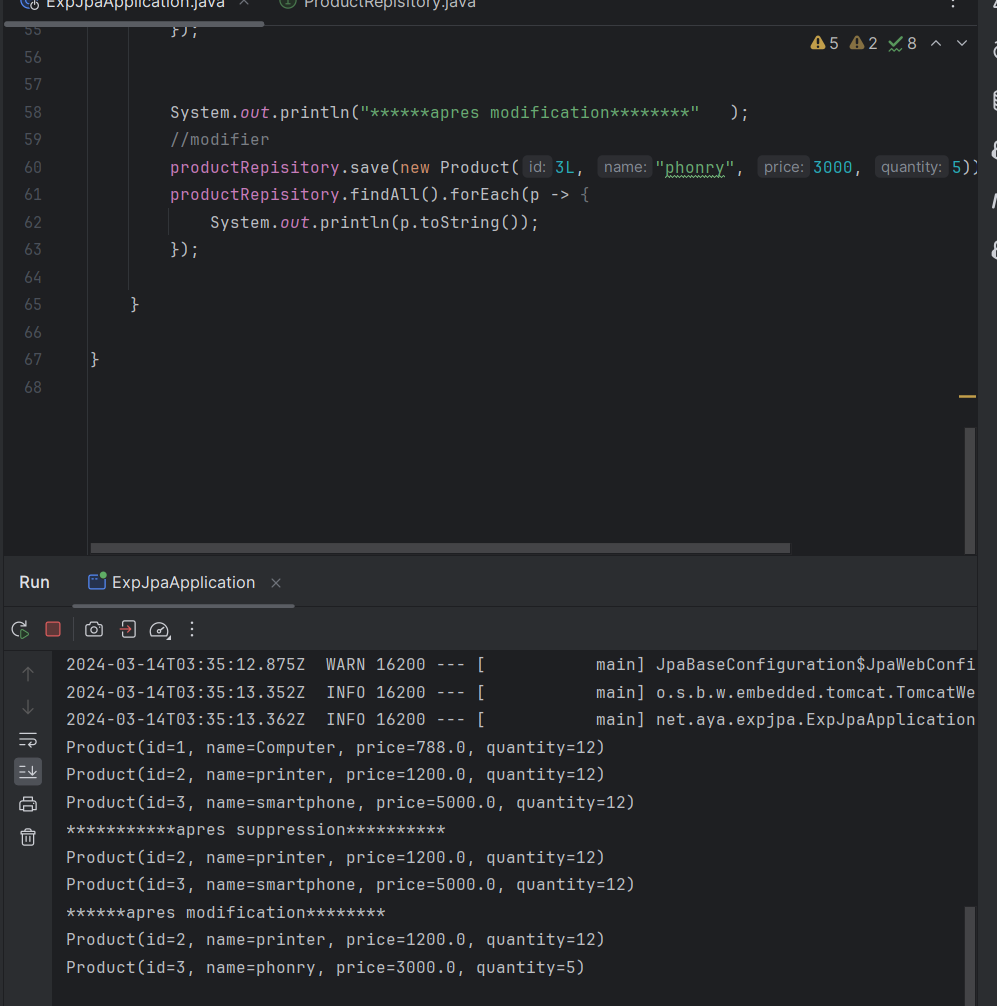 ExpJpaApplication.java ProductRepisitory.java
55 });
5 2 8
56
57
58 System.out.println("******apres modification********" );
59 //modifier
60 productRepisitory.save(new Product( id: 3L, name: "phonry", price: 3000, quantity: 5))
61 productRepisitory.findAll().forEach(p -> {
62 System.out.println(p.toString());
63 });
64
65 }
66
67 }
68
Run ExpJpaApplication
2024-03-14T03:35:12.875Z  WARN 16200 --- [           main] JpaBaseConfiguration$JpaWebConfi
2024-03-14T03:35:13.352Z  INFO 16200 --- [           main] o.s.b.w.embedded.tomcat.TomcatWe
2024-03-14T03:35:13.362Z  INFO 16200 --- [           main] net.aya.expjpa.ExpJpaApplication
Product(id=1, name=Computer, price=788.0, quantity=12)
Product(id=2, name=printer, price=1200.0, quantity=12)
Product(id=3, name=smartphone, price=5000.0, quantity=12)
***********apres suppression**********
Product(id=2, name=printer, price=1200.0, quantity=12)
Product(id=3, name=smartphone, price=5000.0, quantity=12)
******apres modification********
Product(id=2, name=printer, price=1200.0, quantity=12)
Product(id=3, name=phonry, price=3000.0, quantity=5)